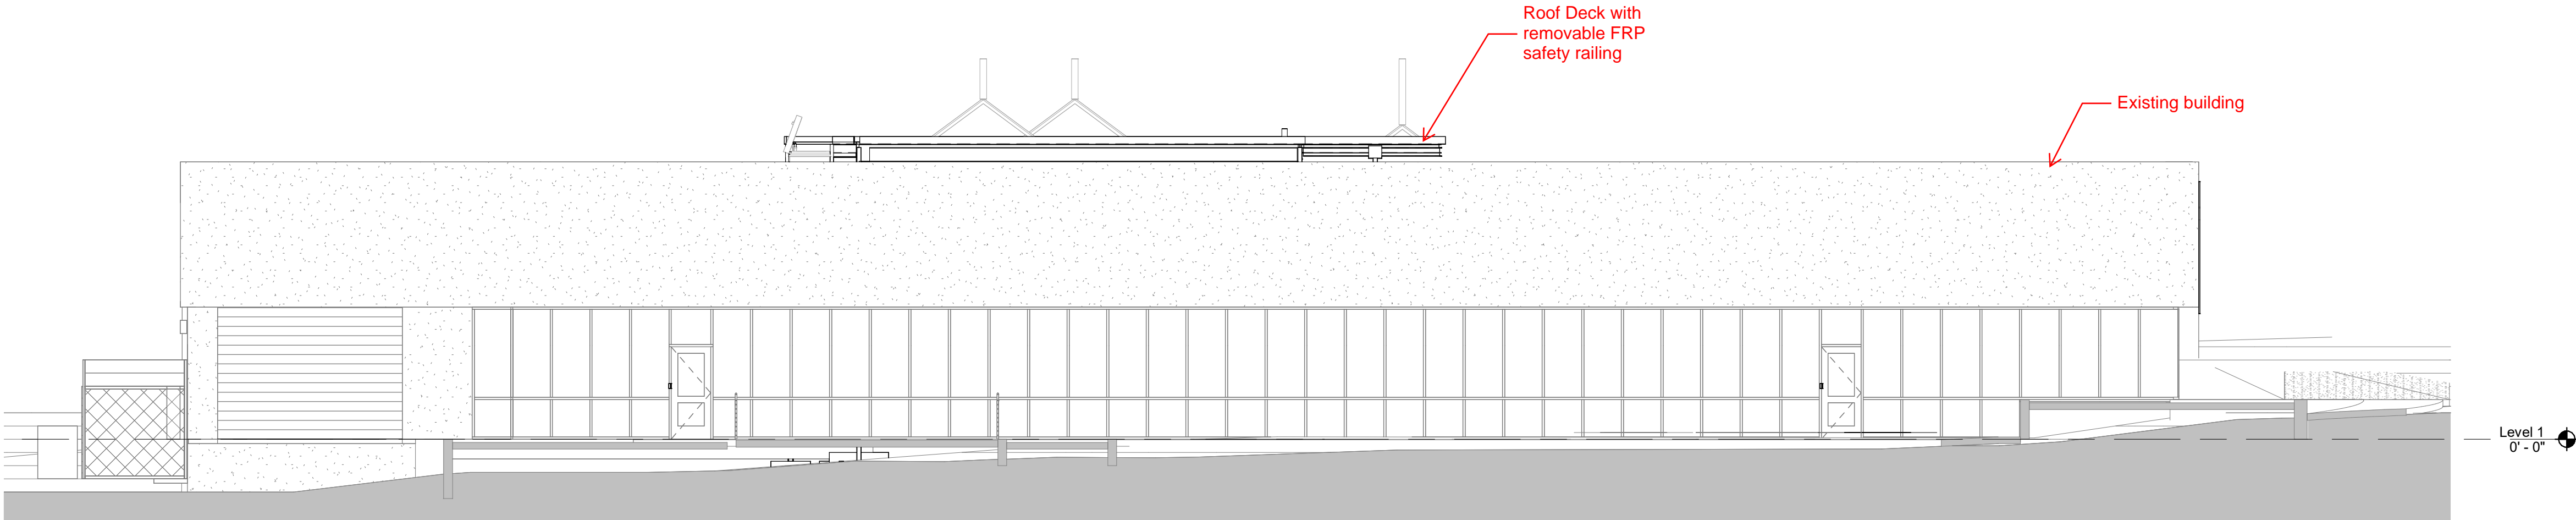 Roof Deck with
removable FRP
safety railing
Existing building
Level 1
0' - 0"